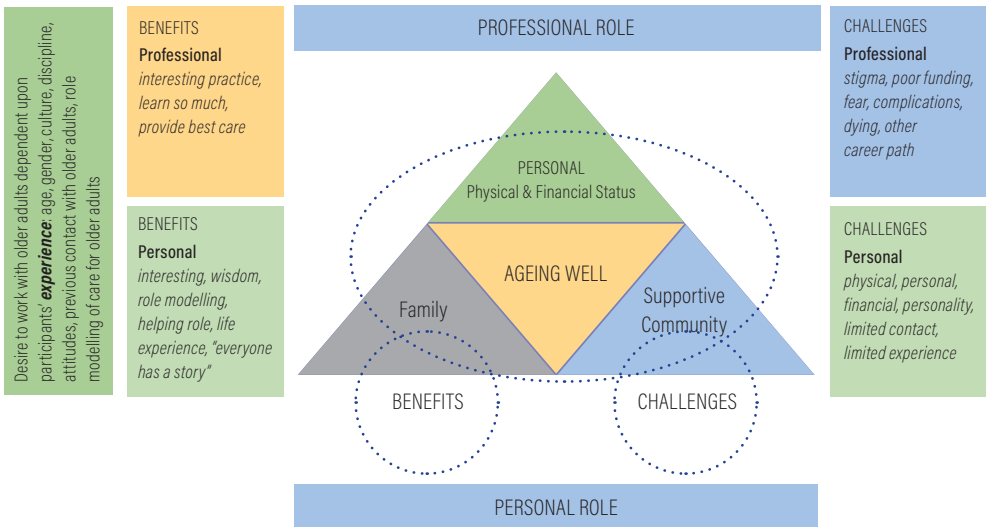 Desire to work with older adults dependent upon
participants' experience: age, gender, culture, discipline,
attitudes, previous contact with older adults, role
modelling of care for older adults
BENEFITS
Professional
interesting practice,
learn so much,
provide best care
BENEFITS
Personal
interesting, wisdom,
role modelling,
helping role, life
experience, "everyone
has a story"
PROFESSIONAL ROLE
PERSONAL
Physical & Financial Status
AGEING WELL
Family
Supportive
Community
BENEFITS
CHALLENGES
PERSONAL ROLE
CHALLENGES
Professional
stigma, poor funding,
fear, complications,
dying, other
career path
CHALLENGES
Personal
physical, personal,
financial, personality,
limited contact,
limited experience